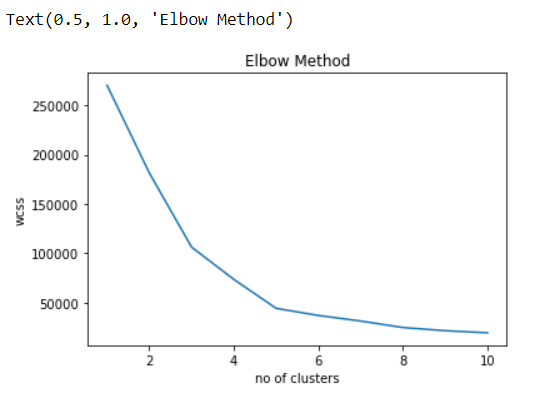 Text(0.5, 1.0, 'Elbow Method')
Elbow Method
250000
200000
150000
100000
50000
wcss
2 4 6 8 10
no of clusters